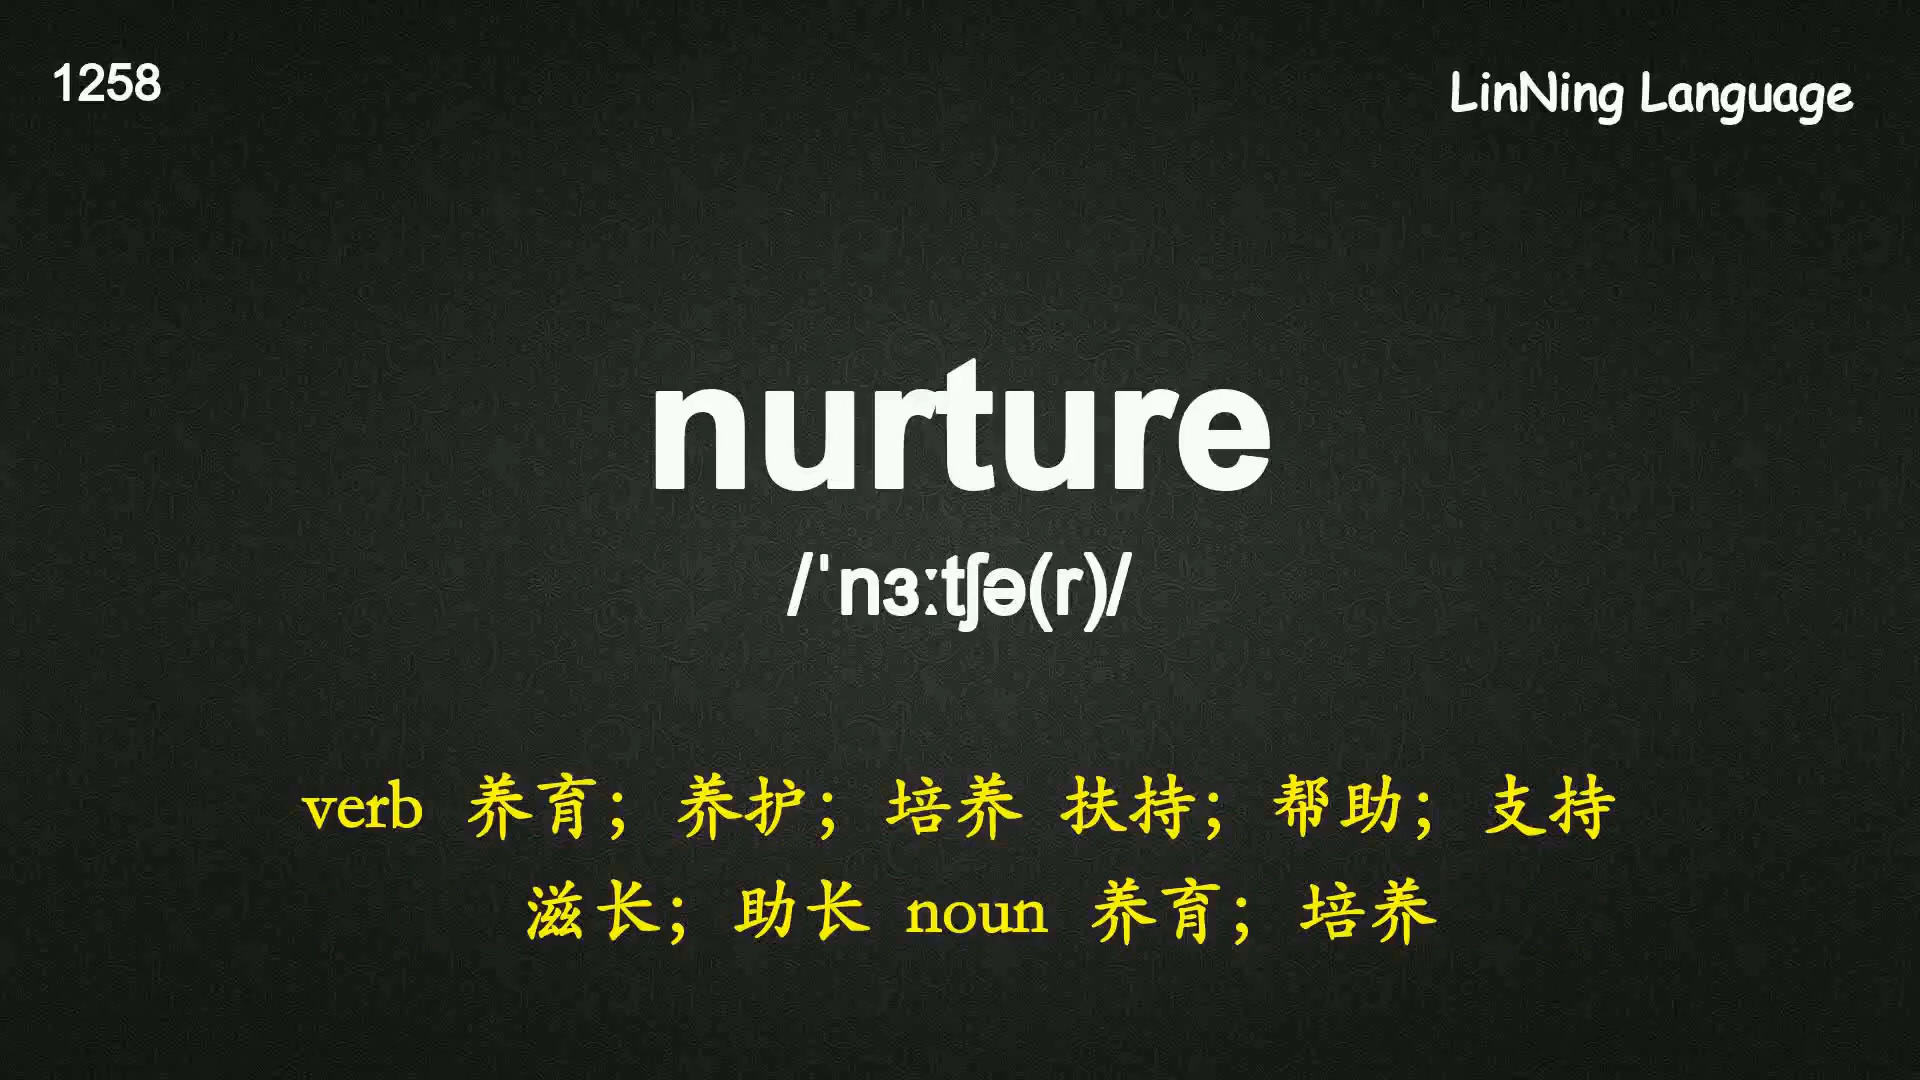 1258
LinNing Language
nurture
/ˈnɜːtʃə(r)/
verb 养育；养护；培养 扶持；帮助；支持
滋长；助长 noun 养育；培养